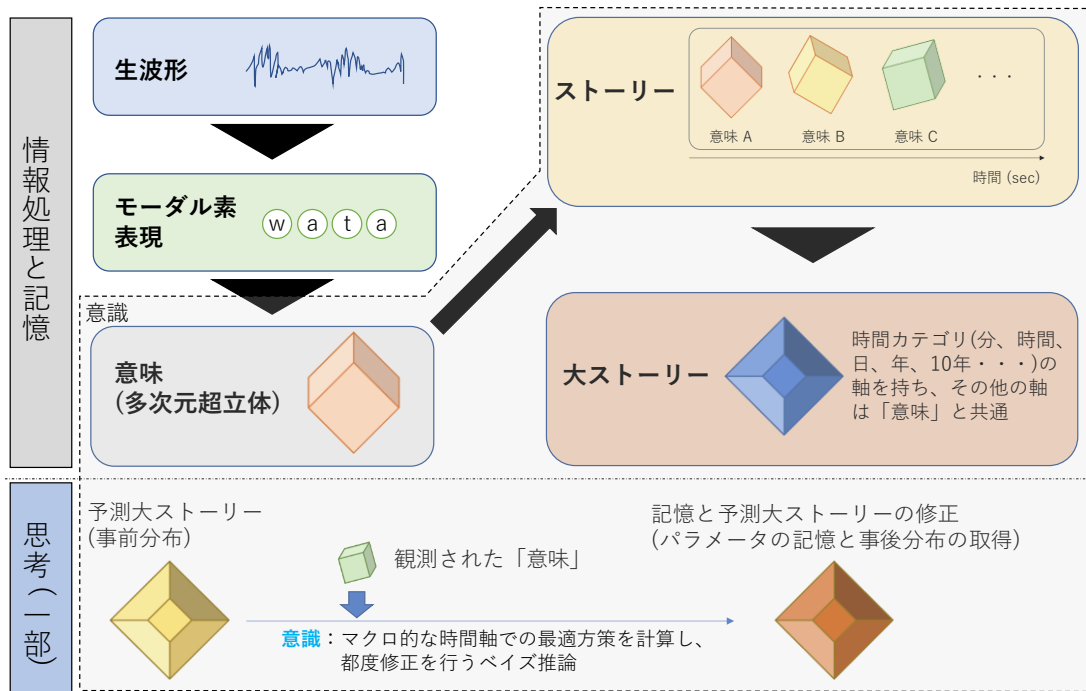 情報処理と記憶
生波形
モーダル素
表現
w a t a
意識
意味
(多次元超立体)
ストーリー
意味 A
意味 B
意味 C
・・・
時間 (sec)
大ストーリー
時間カテゴリ(分、時間、
日、年、10年・・・)の
軸を持ち、その他の軸
は「意味」と共通
思考(一部)
予測大ストーリー
(事前分布)
観測された「意味」
意識：マクロ的な時間軸での最適方策を計算し、
都度修正を行うベイズ推論
記憶と予測大ストーリーの修正
(パラメータの記憶と事後分布の取得)